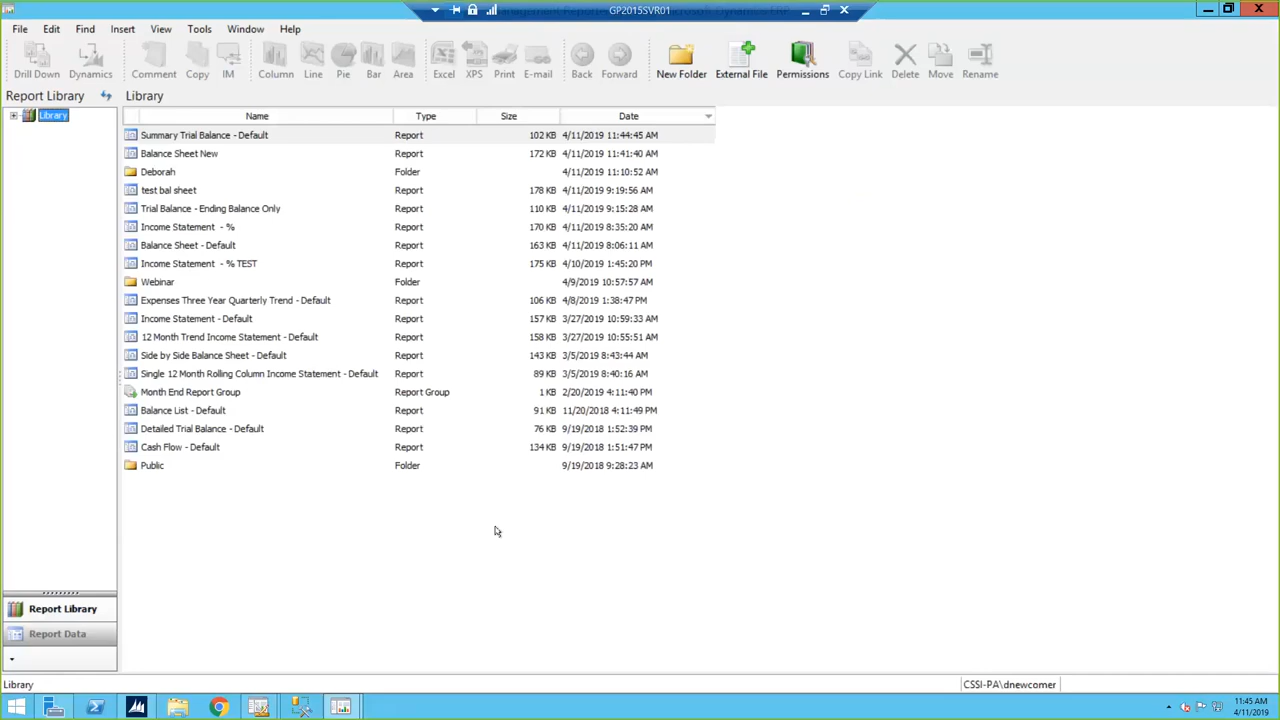 GP2015SVR01
File Edit Find Insert View Tools Window Help
Drill Down Dynamics Comment Copy IM Column Line Pie Bar Area Excel XPS Print E-mail Back Forward New Folder External File Permissions Copy Link Delete Move Rename
Report Library Library
Library
Name Type Size Date
Summary Trial Balance - Default Report 102 KB 4/11/2019 11:44:45 AM
Balance Sheet New Report 172 KB 4/11/2019 11:41:40 AM
Deborah Folder 4/11/2019 11:10:52 AM
test bal sheet Report 178 KB 4/11/2019 9:19:56 AM
Trial Balance - Ending Balance Only Report 110 KB 4/11/2019 9:15:28 AM
Income Statement - % Report 170 KB 4/11/2019 8:35:20 AM
Balance Sheet - Default Report 163 KB 4/11/2019 8:06:11 AM
Income Statement - % TEST Report 175 KB 4/10/2019 1:45:20 PM
Webinar Folder 4/9/2019 10:57:57 AM
Expenses Three Year Quarterly Trend - Default Report 106 KB 4/8/2019 1:38:47 PM
Income Statement - Default Report 157 KB 3/27/2019 10:59:33 AM
12 Month Trend Income Statement - Default Report 158 KB 3/27/2019 10:55:51 AM
Side by Side Balance Sheet - Default Report 143 KB 3/5/2019 8:43:44 AM
Single 12 Month Rolling Column Income Statement - Default Report 89 KB 3/5/2019 8:40:16 AM
Month End Report Group Report Group 1 KB 2/20/2019 4:11:40 PM
Balance List - Default Report 91 KB 11/20/2018 4:11:49 PM
Detailed Trial Balance - Default Report 76 KB 9/19/2018 1:52:39 PM
Cash Flow - Default Report 134 KB 9/19/2018 1:51:47 PM
Public Folder 9/19/2018 9:28:23 AM
Report Library
Report Data
Library CSSI-PA\dnewcomer
11:45 AM
4/11/2019